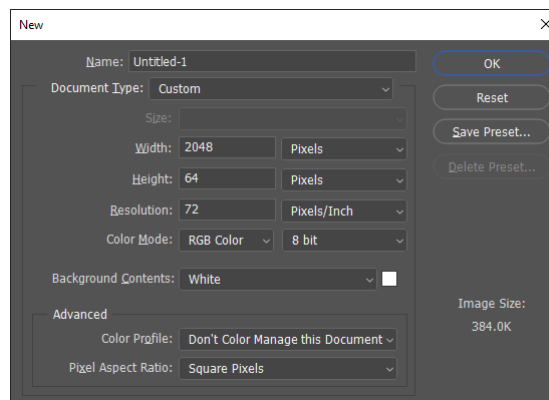 New
Name: Untitled-1
OK
Document Type: Custom
Reset
Size:
Save Preset...
Width: 2048 Pixels
Delete Preset...
Height: 64 Pixels
Resolution: 72 Pixels/Inch
Color Mode: RGB Color 8 bit
Background Contents: White
Image Size:
384.0K
Advanced
Color Profile: Don't Color Manage this Document
Pixel Aspect Ratio: Square Pixels